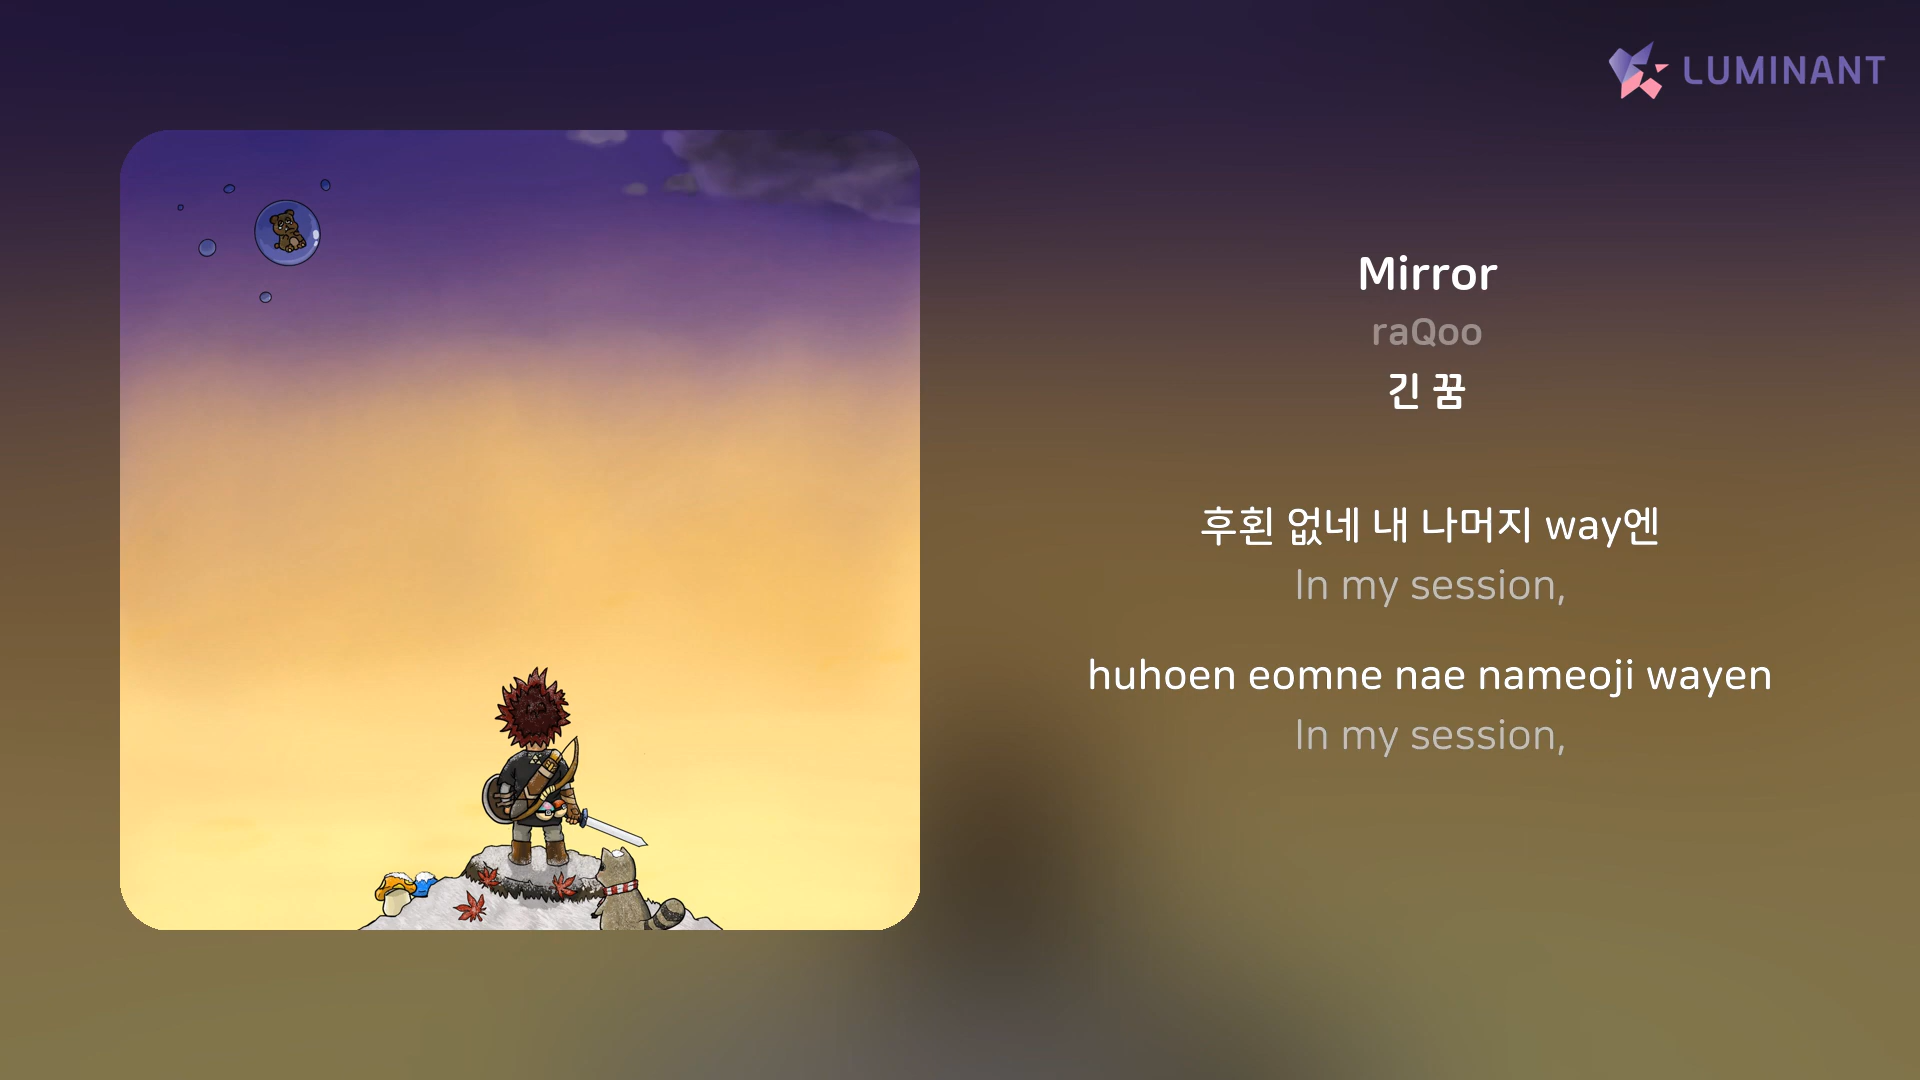 LUMINANT
Mirror
raQoo
긴 꿈
후횐 없네 내 나머지 way엔
In my session,
huhoen eomne nae nameoji wayen
In my session,